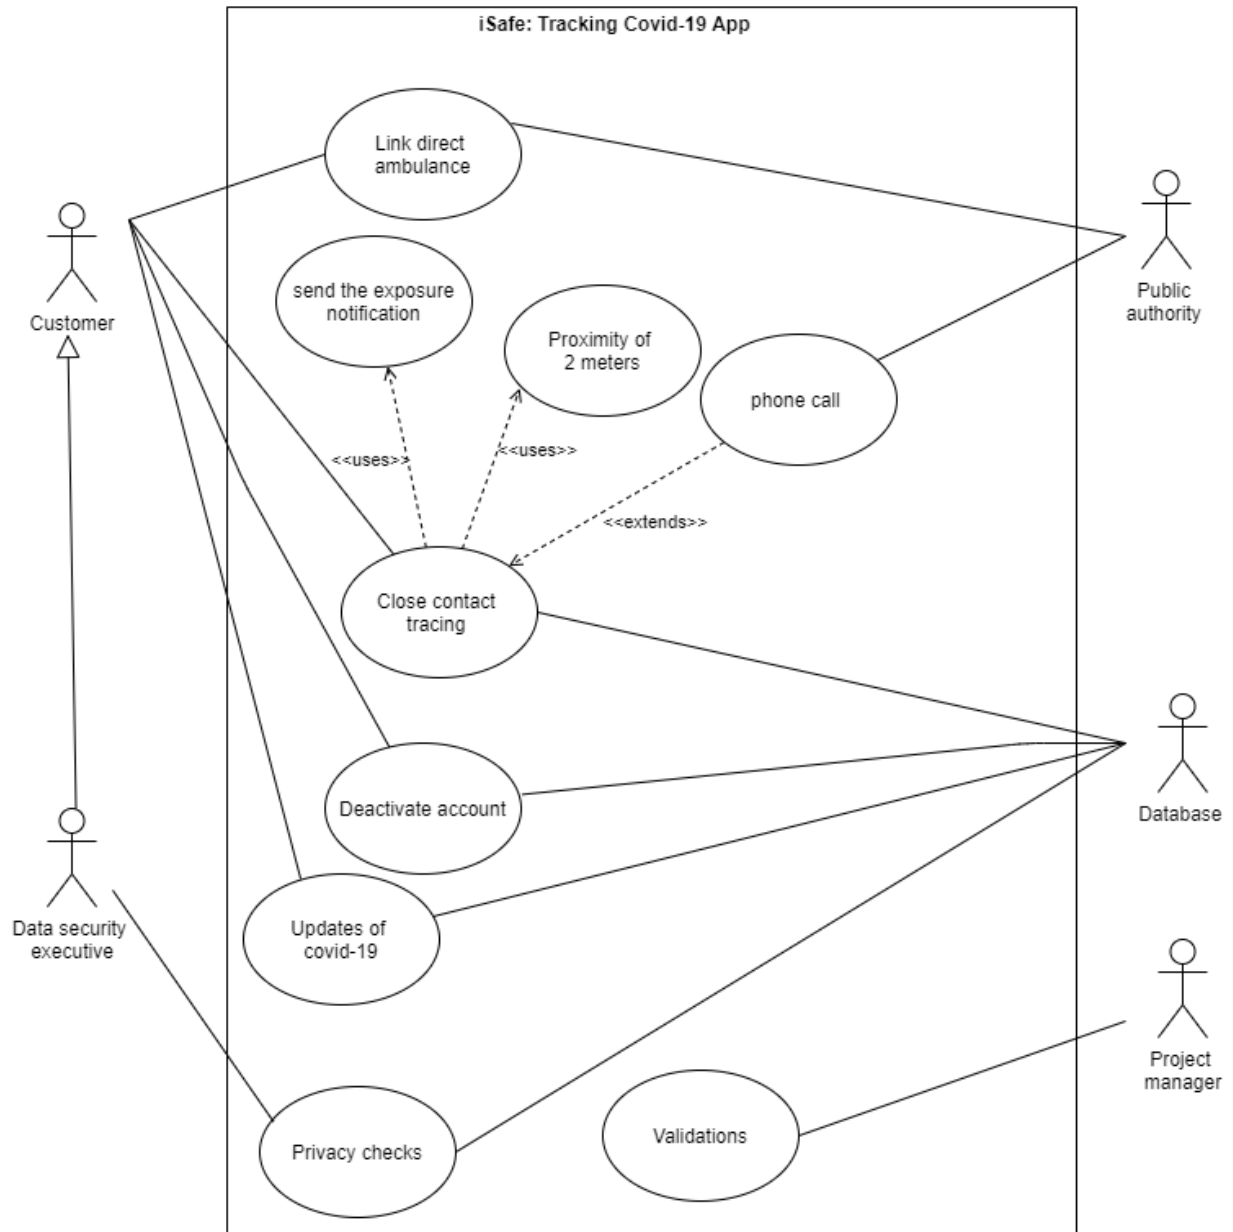 iSafe: Tracking Covid-19 App
Link direct
ambulance
Customer
send the exposure
notification
Proximity of
2 meters
phone call
Public
authority
<<uses>>
<<uses>>
<<extends>>
Close contact
tracing
Deactivate account
Database
Data security
executive
Updates of
covid-19
Project
manager
Privacy checks
Validations